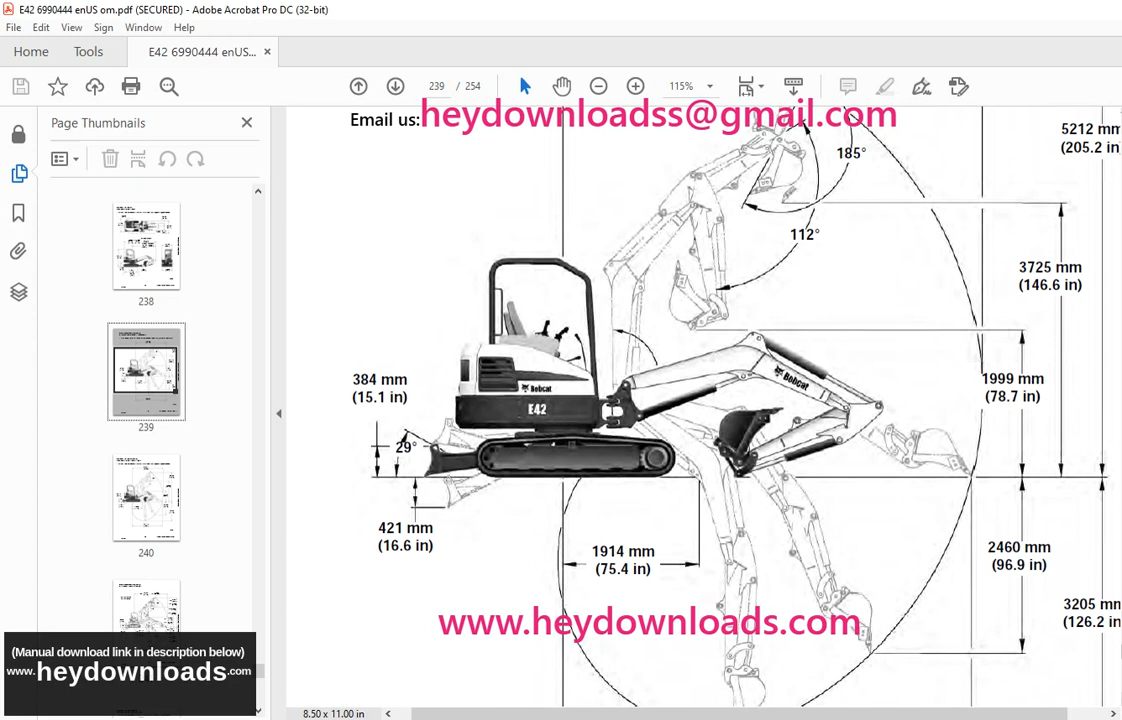 E42 6990444 enUS om.pdf (SECURED) - Adobe Acrobat Pro DC (32-bit)
File Edit View Sign Window Help
Home Tools E42 6990444 enUS... ×
239 / 254 115%
Page Thumbnails
238
239
240
Email us:heydownloadss@gmail.com
5212 mm
(205.2 in)
185°
112°
3725 mm
(146.6 in)
1999 mm
(78.7 in)
384 mm
(15.1 in)
29°
Bobcat
E42
Bobcat
421 mm
(16.6 in)
1914 mm
(75.4 in)
2460 mm
(96.9 in)
3205 mm
(126.2 in
www.heydownloads.com
(Manual download link in description below)
www.heydownloads.com
8.50 x 11.00 in